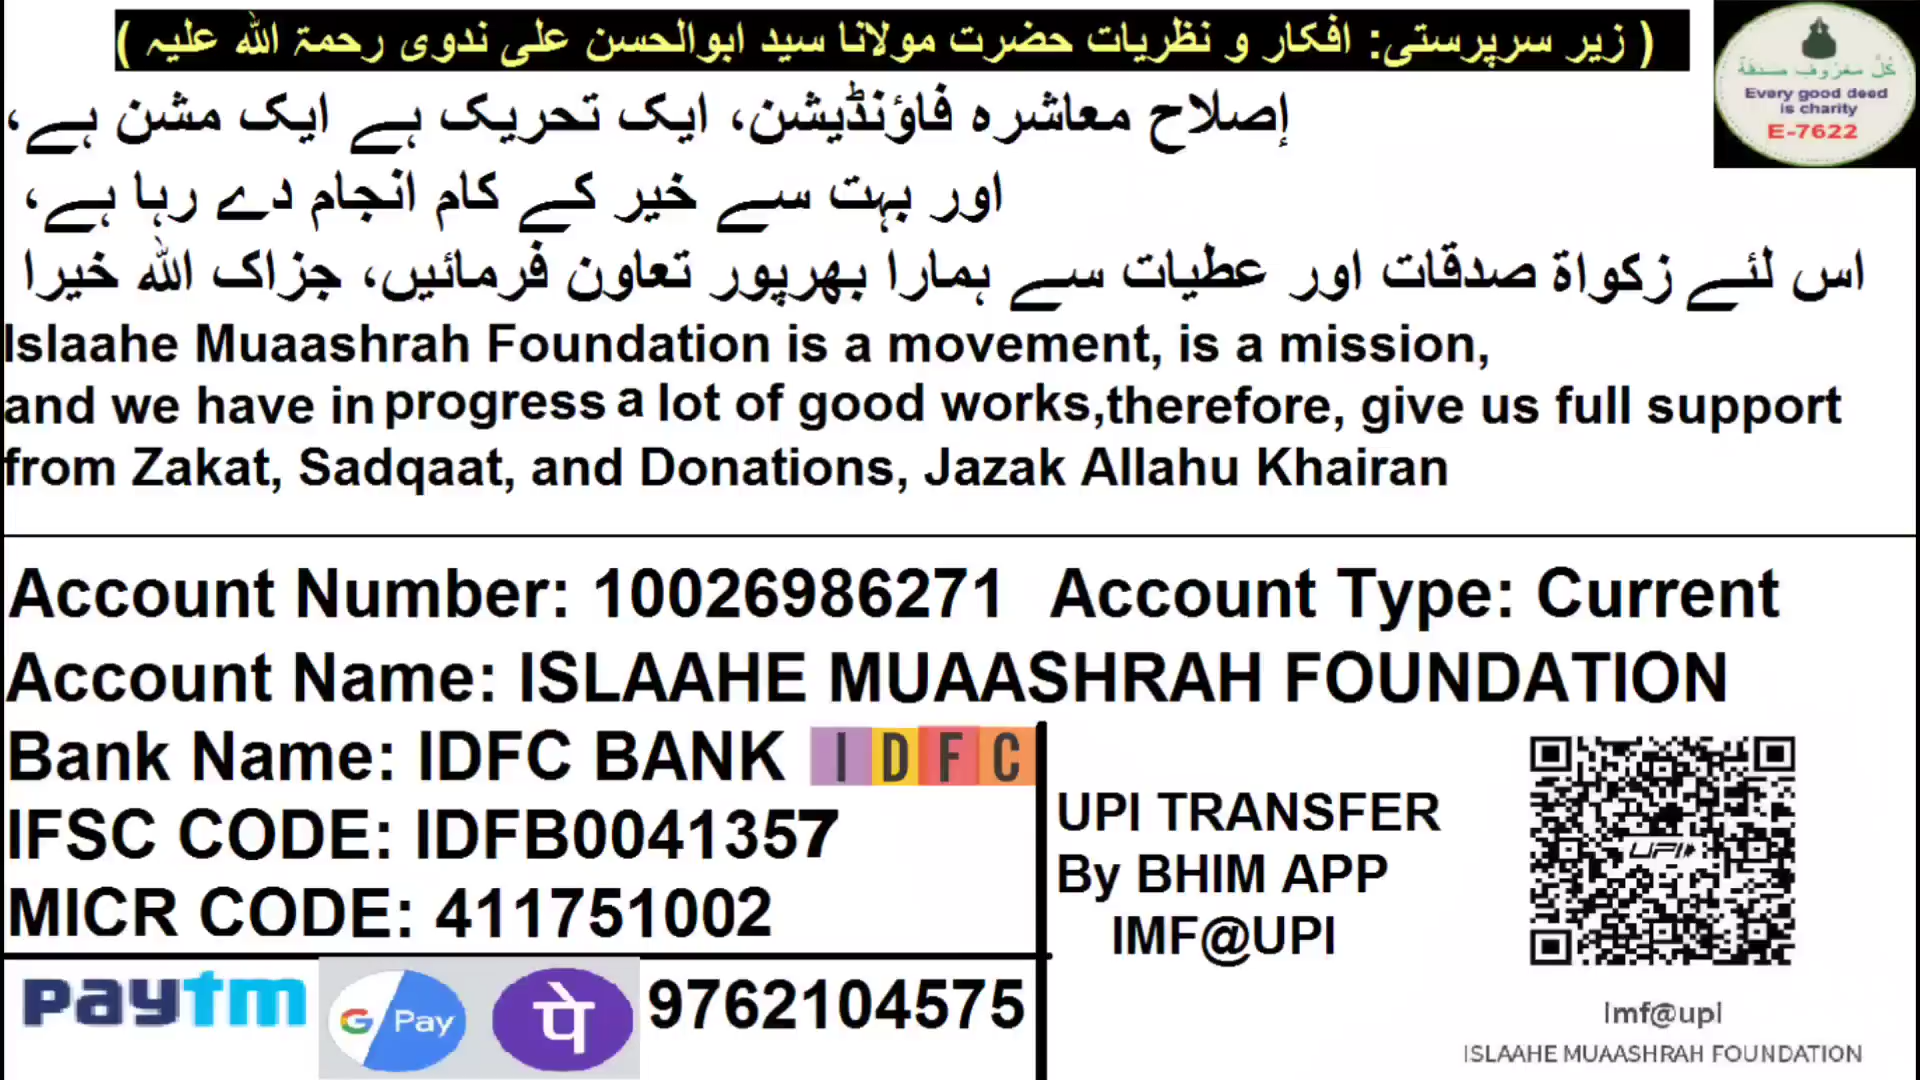 ( زیر سرپرستی: افکار و نظریات حضرت مولانا سید ابوالحسن علی ندوی رحمۃ اللہ علیہ )
كُلُّ مَعْرُوفٍ صَدَقَة
Every good deed
is charity
E-7622
إصلاح معاشرہ فاؤنڈیشن، ایک تحریک ہے ایک مشن ہے،
اور بہت سے خیر کے کام انجام دے رہا ہے،
اس لئے زکواۃ صدقات اور عطیات سے ہمارا بھرپور تعاون فرمائیں، جزاک اللہ خیرا
Islaahe Muaashrah Foundation is a movement, is a mission,
and we have in progress a lot of good works,therefore, give us full support
from Zakat, Sadqaat, and Donations, Jazak Allahu Khairan
Account Number: 10026986271 Account Type: Current
Account Name: ISLAAHE MUAASHRAH FOUNDATION
Bank Name: IDFC BANK IDFC
IFSC CODE: IDFB0041357
MICR CODE: 411751002
UPI TRANSFER
By BHIM APP
IMF@UPI
UPI
paytm G Pay पे 9762104575
imf@upi
ISLAAHE MUAASHRAH FOUNDATION